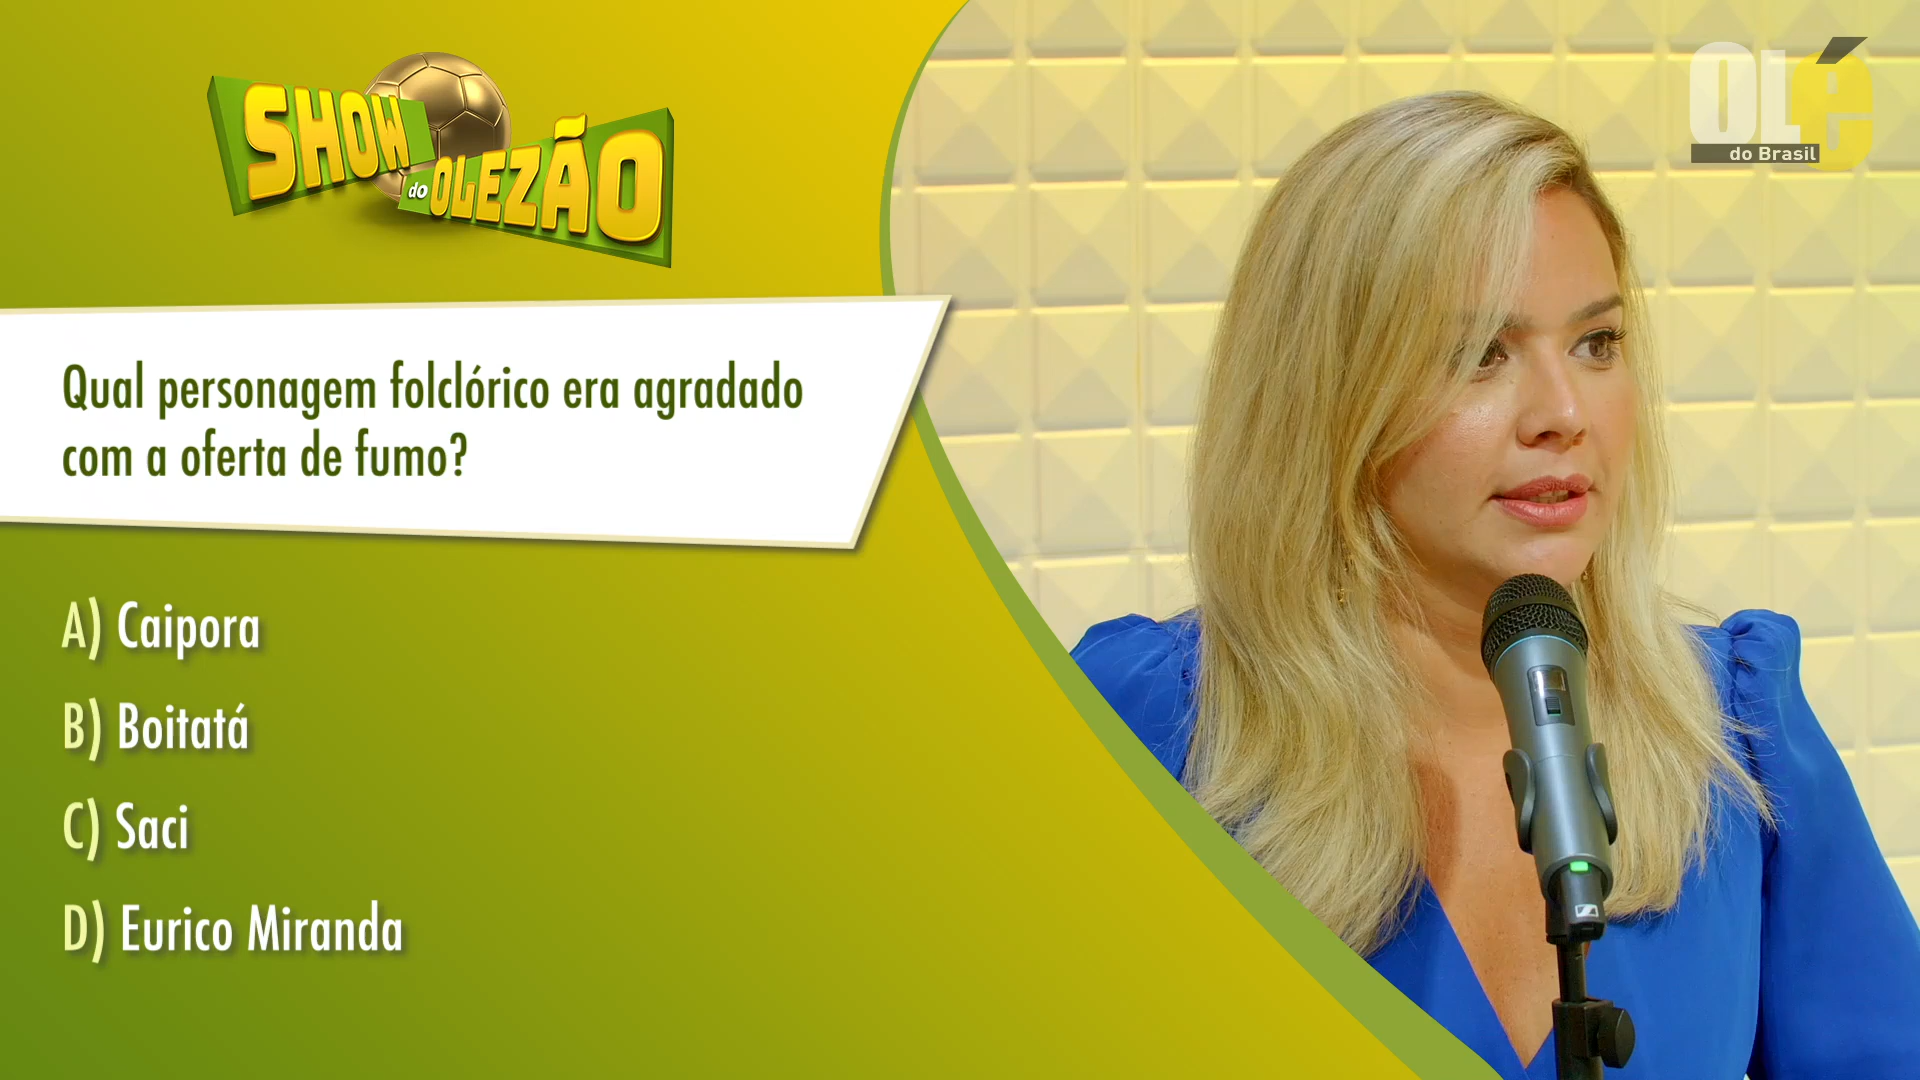 SHOW
do OLEZÃO
OLé
do Brasil
Qual personagem folclórico era agradado
com a oferta de fumo?
A) Caipora
B) Boitatá
C) Saci
D) Eurico Miranda